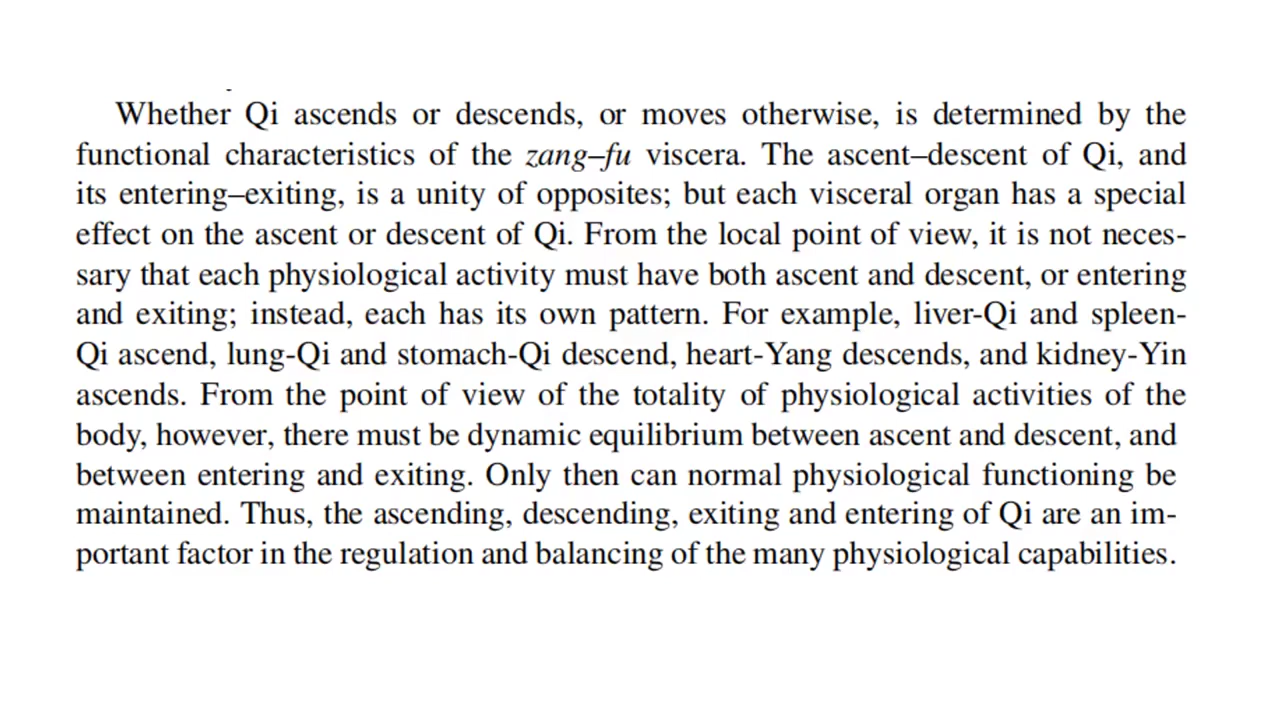 Whether Qi ascends or descends, or moves otherwise, is determined by the
functional characteristics of the zang–fu viscera. The ascent–descent of Qi, and
its entering–exiting, is a unity of opposites; but each visceral organ has a special
effect on the ascent or descent of Qi. From the local point of view, it is not neces-
sary that each physiological activity must have both ascent and descent, or entering
and exiting; instead, each has its own pattern. For example, liver-Qi and spleen-
Qi ascend, lung-Qi and stomach-Qi descend, heart-Yang descends, and kidney-Yin
ascends. From the point of view of the totality of physiological activities of the
body, however, there must be dynamic equilibrium between ascent and descent, and
between entering and exiting. Only then can normal physiological functioning be
maintained. Thus, the ascending, descending, exiting and entering of Qi are an im-
portant factor in the regulation and balancing of the many physiological capabilities.